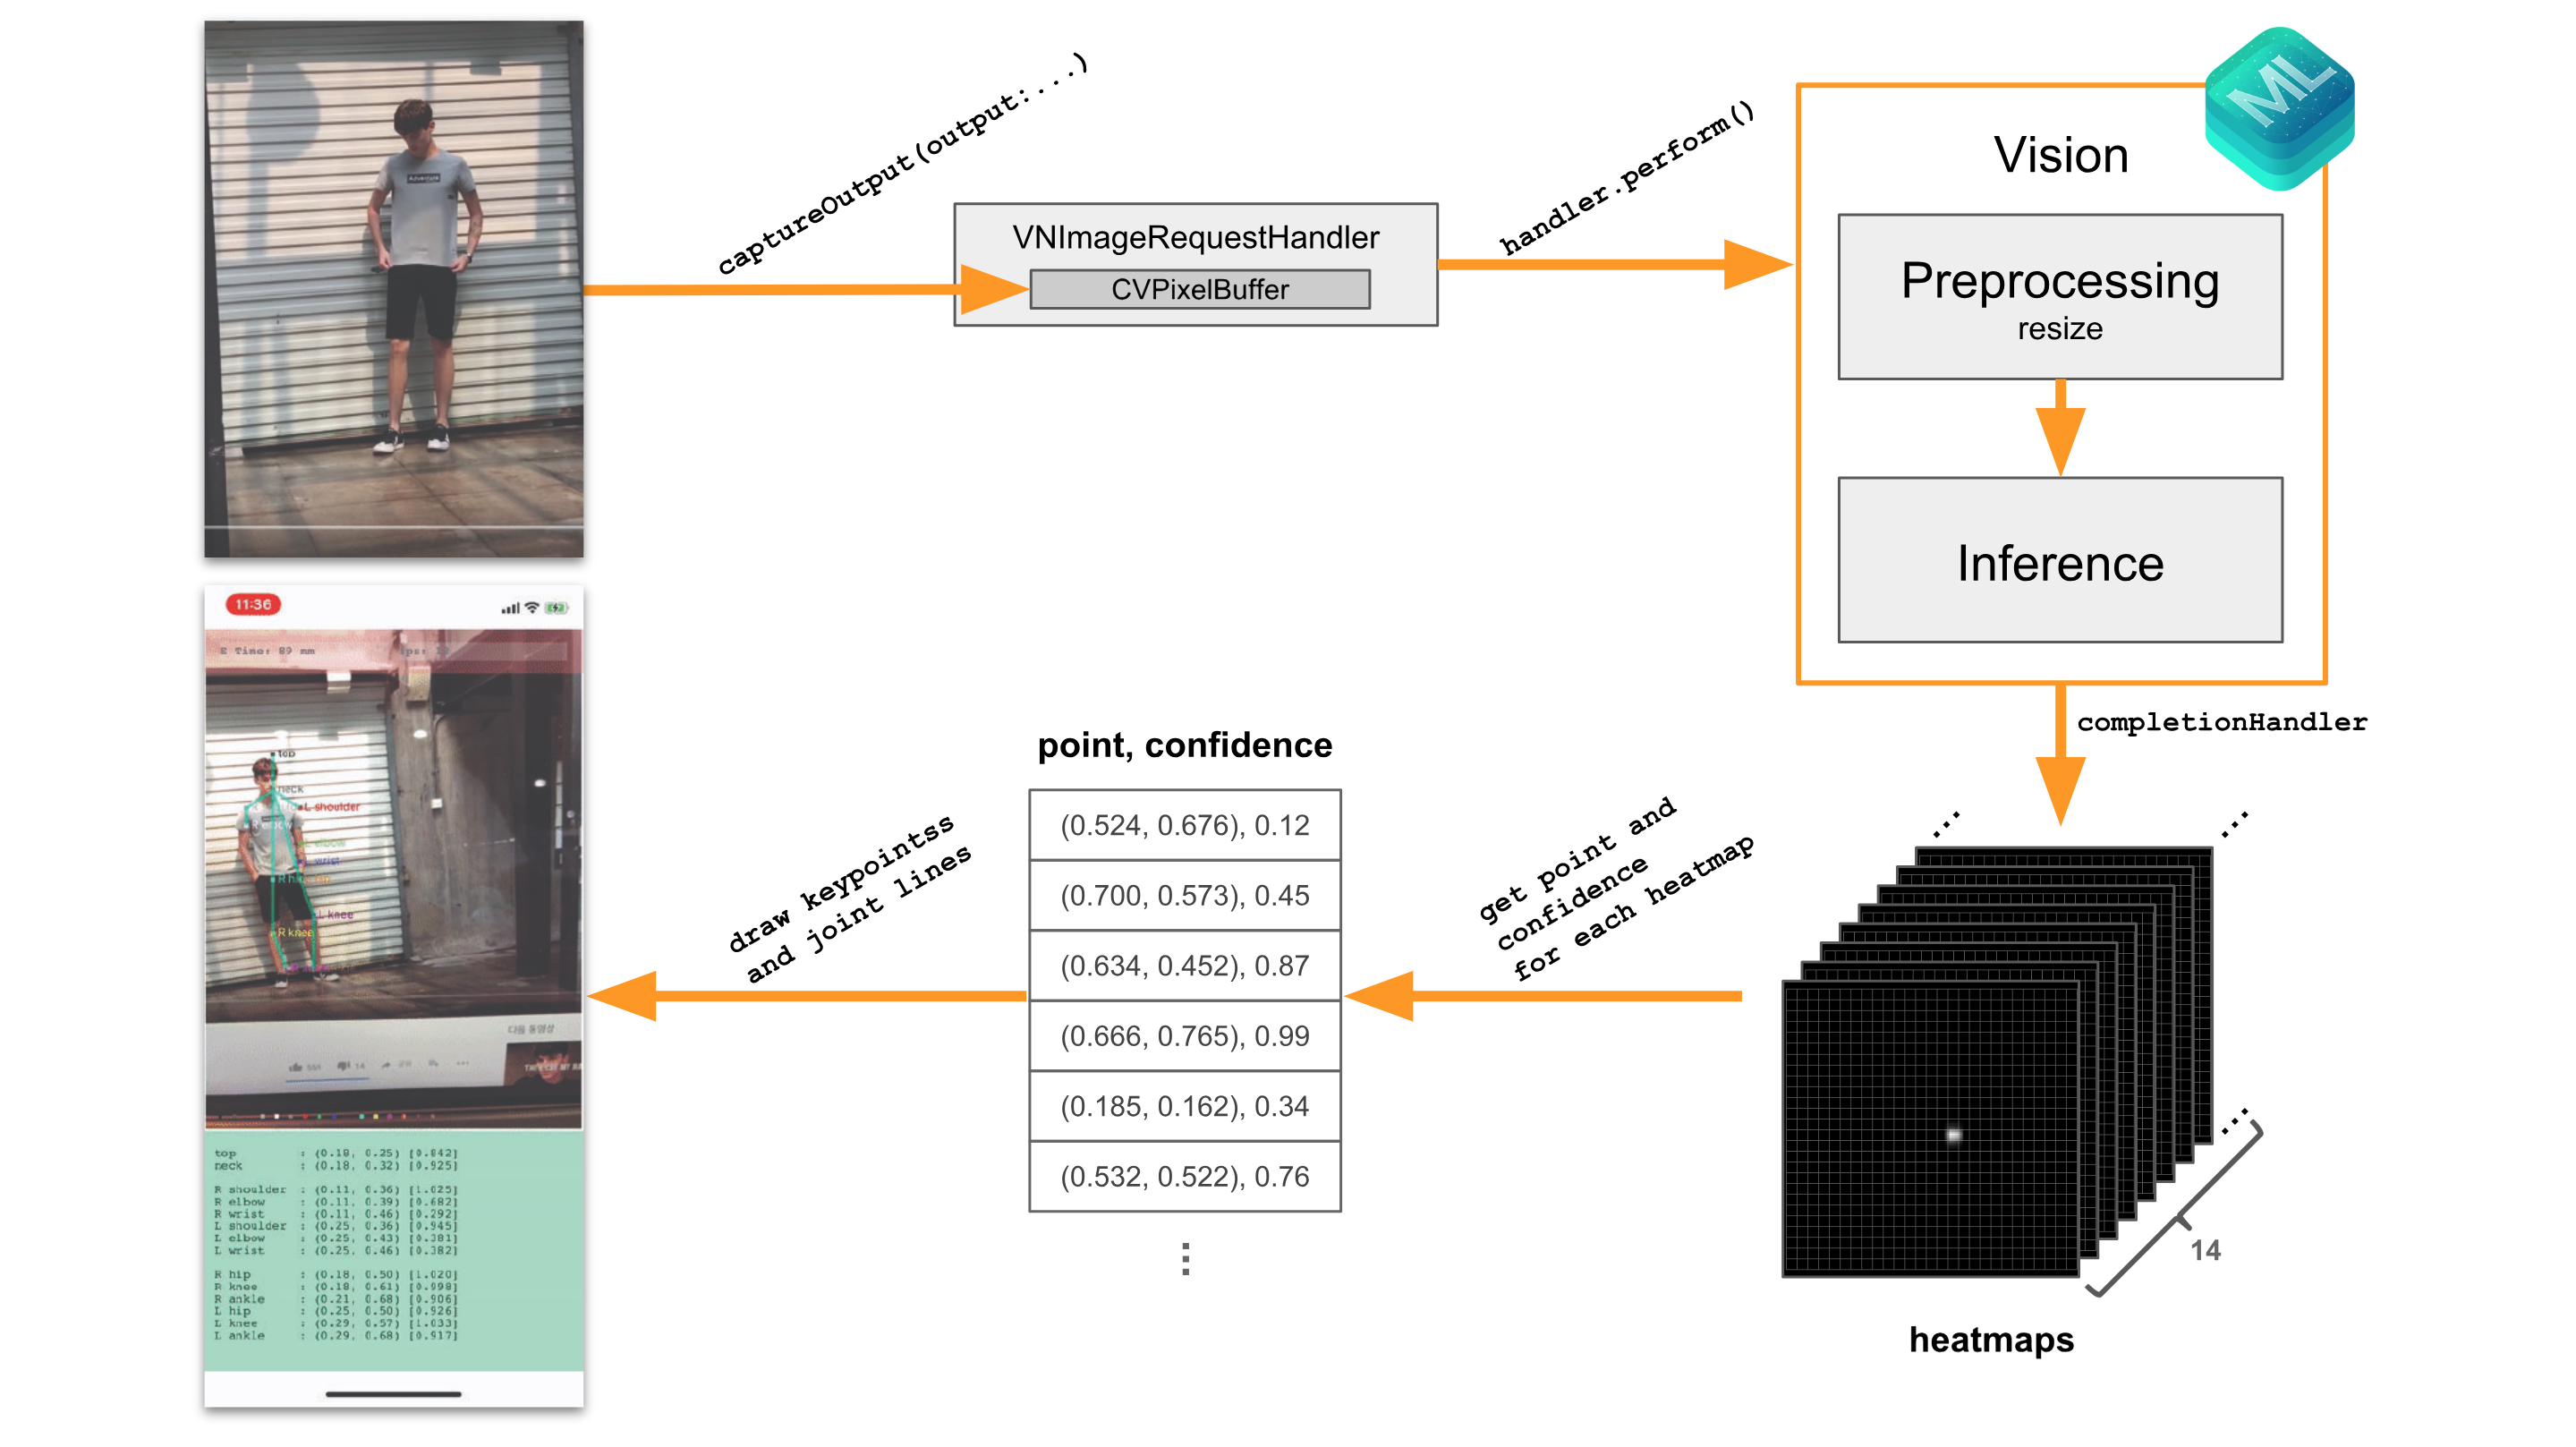 captureOutput(output:...)
VNImageRequestHandler
CVPixelBuffer
handler.perform()
ML
Vision
Preprocessing
resize
Inference
completionHandler
14
heatmaps
get point and
confidence
for each heatmap
point, confidence
(0.524, 0.676), 0.12
(0.700, 0.573), 0.45
(0.634, 0.452), 0.87
(0.666, 0.765), 0.99
(0.185, 0.162), 0.34
(0.532, 0.522), 0.76
draw keypointss
and joint lines
11:36
89 mm
top
neck
L shoulder
R elbow
L wrist
R hip
L knee
R knee
다음 동영상
14
top : (0.18, 0.25) [0.842]
neck : (0.18, 0.32) [0.925]
R shoulder : (0.11, 0.36) [1.025]
R elbow : (0.11, 0.39) [0.682]
R wrist : (0.11, 0.46) [0.292]
L shoulder : (0.25, 0.36) [0.945]
L elbow : (0.25, 0.43) [0.381]
L wrist : (0.25, 0.46) [0.382]
R hip : (0.18, 0.50) [1.020]
R knee : (0.18, 0.61) [0.998]
R ankle : (0.21, 0.68) [0.906]
L hip : (0.25, 0.50) [0.926]
L knee : (0.29, 0.57) [1.033]
L ankle : (0.29, 0.68) [0.917]